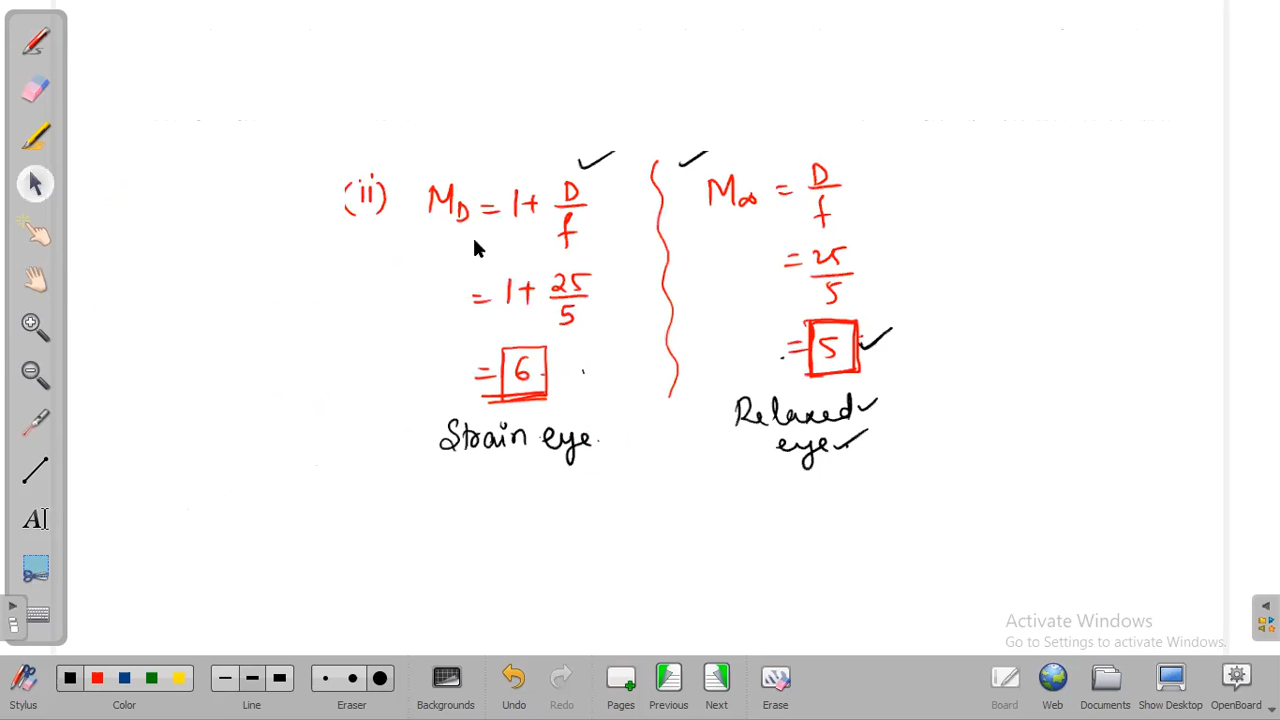 (ii) M_D = 1 + D/f
= 1 + 25/5
= 6
Strain eye.
M∞ = D/f
= 25/5
= 5
Relaxed
eye
Activate Windows
Go to Settings to activate Windows.
Stylus Color Line Eraser Backgrounds Undo Redo Pages Previous Next Erase Board Web Documents Show Desktop OpenBoard